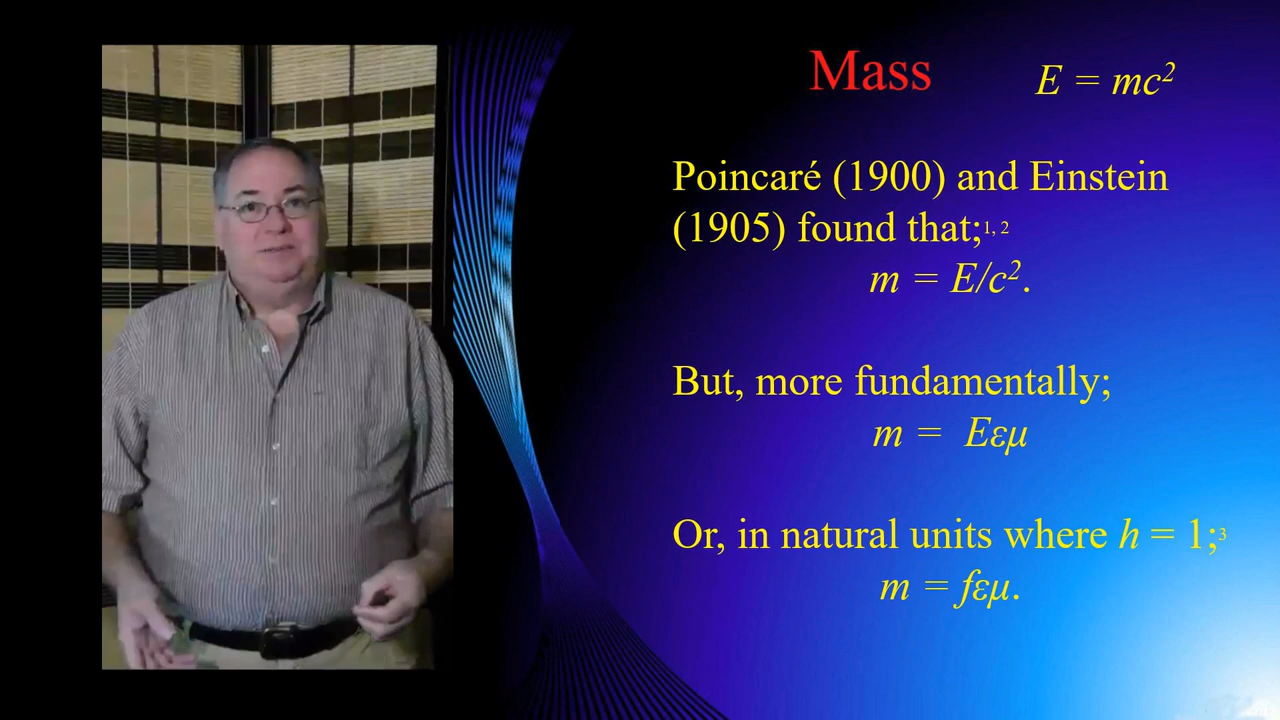 Mass
E = mc²
Poincaré (1900) and Einstein
(1905) found that;¹, ²
m = E/c².
But, more fundamentally;
m = Eεμ
Or, in natural units where h = 1;³
m = fεμ.